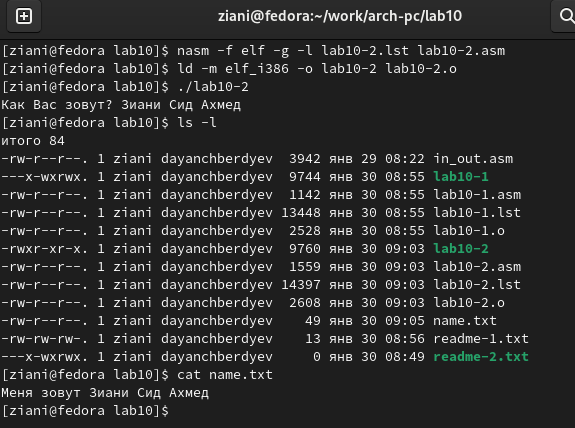 ziani@fedora:~/work/arch-pc/lab10
[ziani@fedora lab10]$ nasm -f elf -g -l lab10-2.lst lab10-2.asm
[ziani@fedora lab10]$ ld -m elf_i386 -o lab10-2 lab10-2.o
[ziani@fedora lab10]$ ./lab10-2
Как Вас зовут? Зиани Сид Ахмед
[ziani@fedora lab10]$ ls -l
итого 84
-rw-r--r--. 1 ziani dayanchberdyev  3942 янв 29 08:22 in_out.asm
---x-wxrwx. 1 ziani dayanchberdyev  9744 янв 30 08:55 lab10-1
-rw-r--r--. 1 ziani dayanchberdyev  1142 янв 30 08:55 lab10-1.asm
-rw-r--r--. 1 ziani dayanchberdyev 13448 янв 30 08:55 lab10-1.lst
-rw-r--r--. 1 ziani dayanchberdyev  2528 янв 30 08:55 lab10-1.o
-rwxr-xr-x. 1 ziani dayanchberdyev  9760 янв 30 09:03 lab10-2
-rw-r--r--. 1 ziani dayanchberdyev  1559 янв 30 09:03 lab10-2.asm
-rw-r--r--. 1 ziani dayanchberdyev 14397 янв 30 09:03 lab10-2.lst
-rw-r--r--. 1 ziani dayanchberdyev  2608 янв 30 09:03 lab10-2.o
-rw-r--r--. 1 ziani dayanchberdyev    49 янв 30 09:05 name.txt
-rw-rw-rw-. 1 ziani dayanchberdyev    13 янв 30 08:56 readme-1.txt
---x-wxrwx. 1 ziani dayanchberdyev     0 янв 30 08:49 readme-2.txt
[ziani@fedora lab10]$ cat name.txt
Меня зовут Зиани Сид Ахмед
[ziani@fedora lab10]$